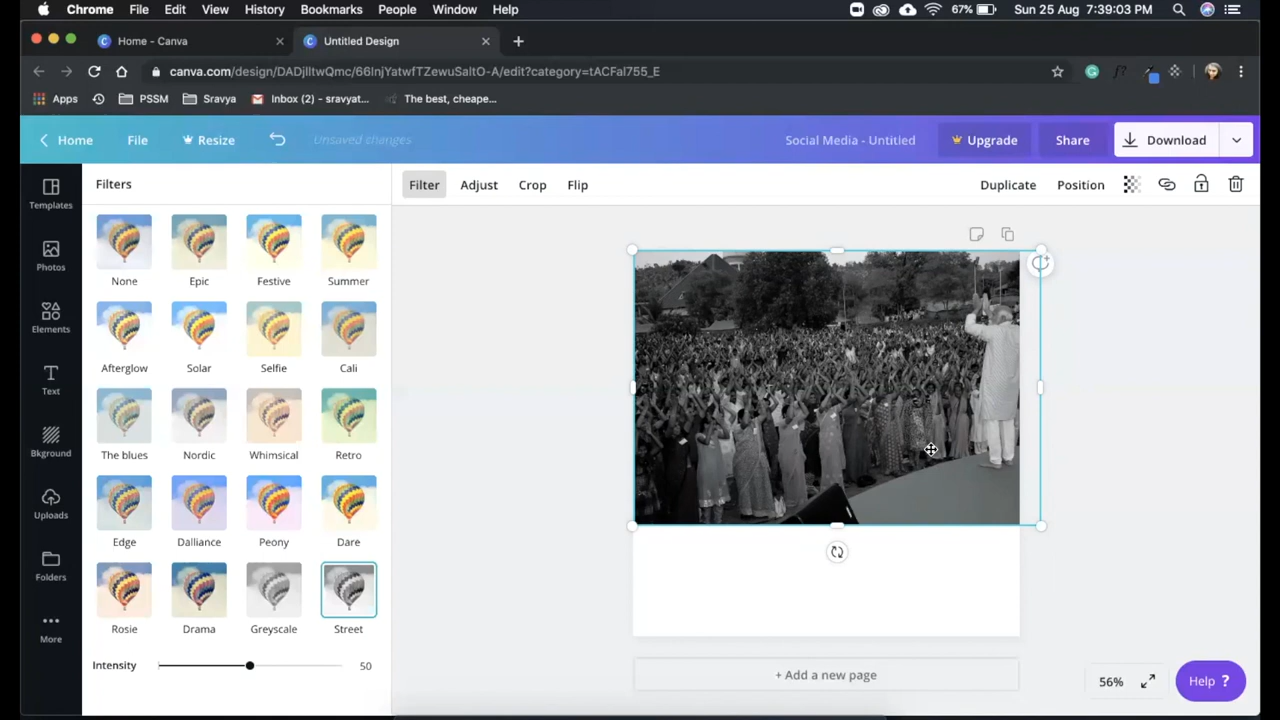 Chrome File Edit View History Bookmarks People Window Help 67% Sun 25 Aug 7:39:03 PM
Home - Canva Untitled Design
canva.com/design/DADjlltwQmc/66lnjYatwfTZewuSaltO-A/edit?category=tACFal755_E
Apps PSSM Sravya Inbox (2) - sravyat... The best, cheape...
Home File Resize Unsaved changes Social Media - Untitled Upgrade Share Download
Filters Filter Adjust Crop Flip Duplicate Position
Templates
Photos
Elements
Text
Bkground
Uploads
Folders
More
None Epic Festive Summer
Afterglow Solar Selfie Cali
The blues Nordic Whimsical Retro
Edge Dalliance Peony Dare
Rosie Drama Greyscale Street
Intensity 50
+ Add a new page
56% Help ?